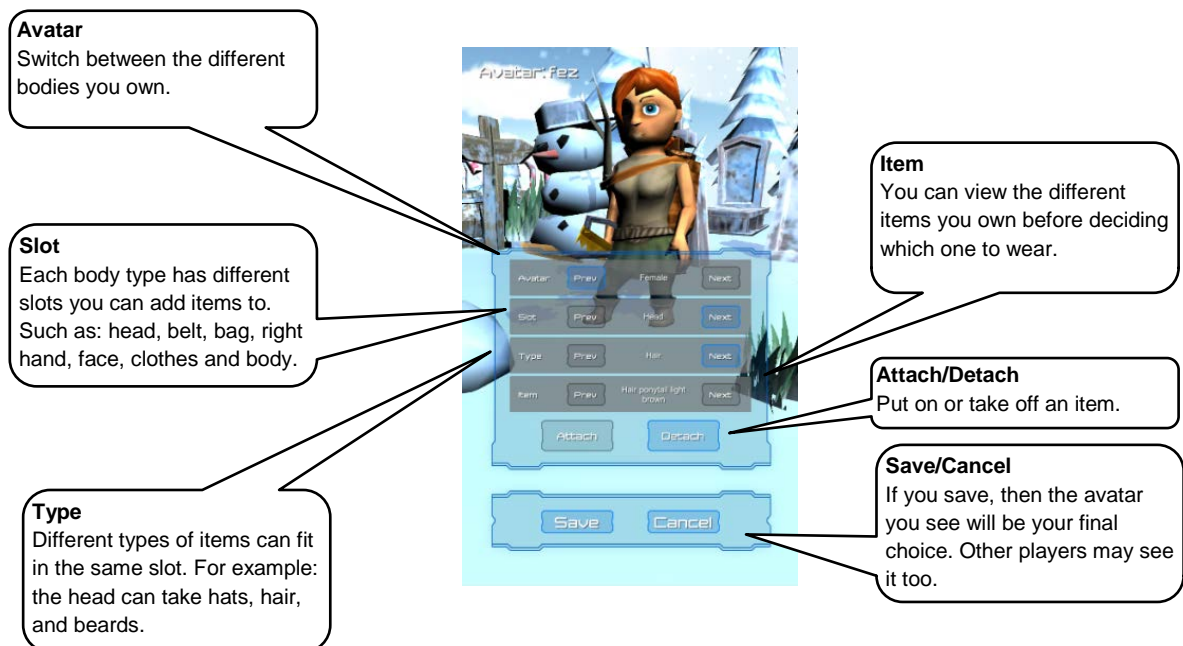 Avatar
Switch between the different
bodies you own.
Slot
Each body type has different
slots you can add items to.
Such as: head, belt, bag, right
hand, face, clothes and body.
Type
Different types of items can fit
in the same slot. For example:
the head can take hats, hair,
and beards.
Avatar: fez
Avatar Prev Female Next
Slot Prev Head Next
Type Prev Hair Next
Item Prev Hair ponytail light
brown Next
Attach Detach
Save Cancel
Item
You can view the different
items you own before deciding
which one to wear.
Attach/Detach
Put on or take off an item.
Save/Cancel
If you save, then the avatar
you see will be your final
choice. Other players may see
it too.